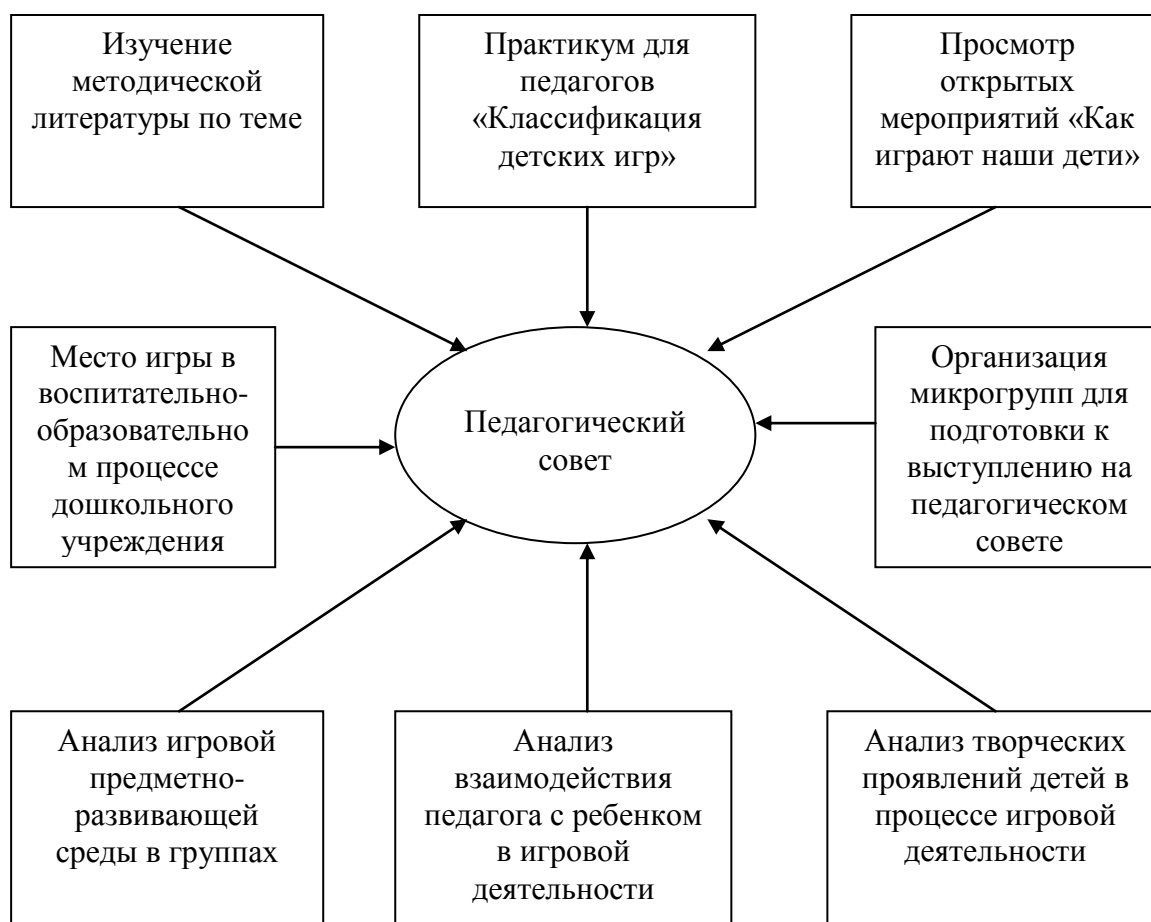 Изучение
методической
литературы по теме
Практикум для
педагогов
«Классификация
детских игр»
Просмотр
открытых
мероприятий «Как
играют наши дети»
Место игры в
воспитательно-
образовательно
м процессе
дошкольного
учреждения
Педагогический
совет
Организация
микрогрупп для
подготовки к
выступлению на
педагогическом
совете
Анализ игровой
предметно-
развивающей
среды в группах
Анализ
взаимодействия
педагога с ребенком
в игровой
деятельности
Анализ творческих
проявлений детей в
процессе игровой
деятельности